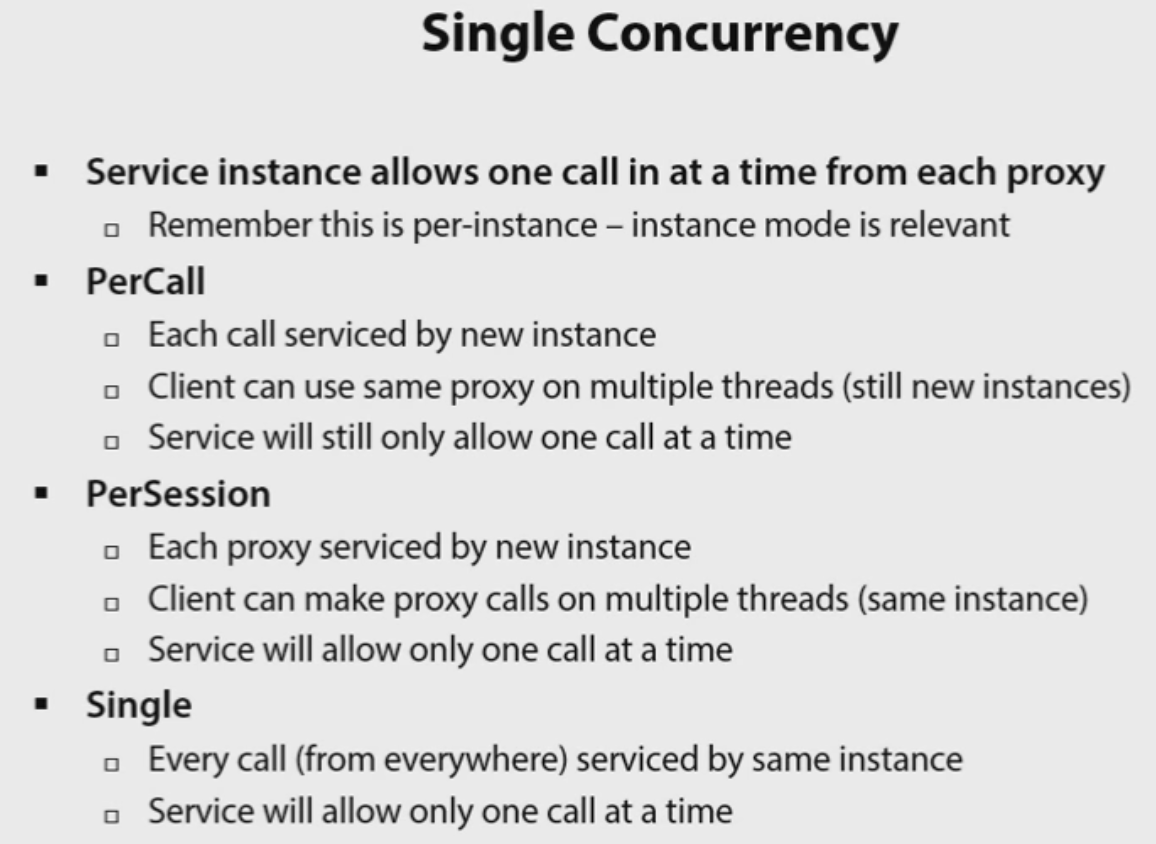 Single Concurrency
Service instance allows one call in at a time from each proxy
Remember this is per-instance – instance mode is relevant
PerCall
Each call serviced by new instance
Client can use same proxy on multiple threads (still new instances)
Service will still only allow one call at a time
PerSession
Each proxy serviced by new instance
Client can make proxy calls on multiple threads (same instance)
Service will allow only one call at a time
Single
Every call (from everywhere) serviced by same instance
Service will allow only one call at a time